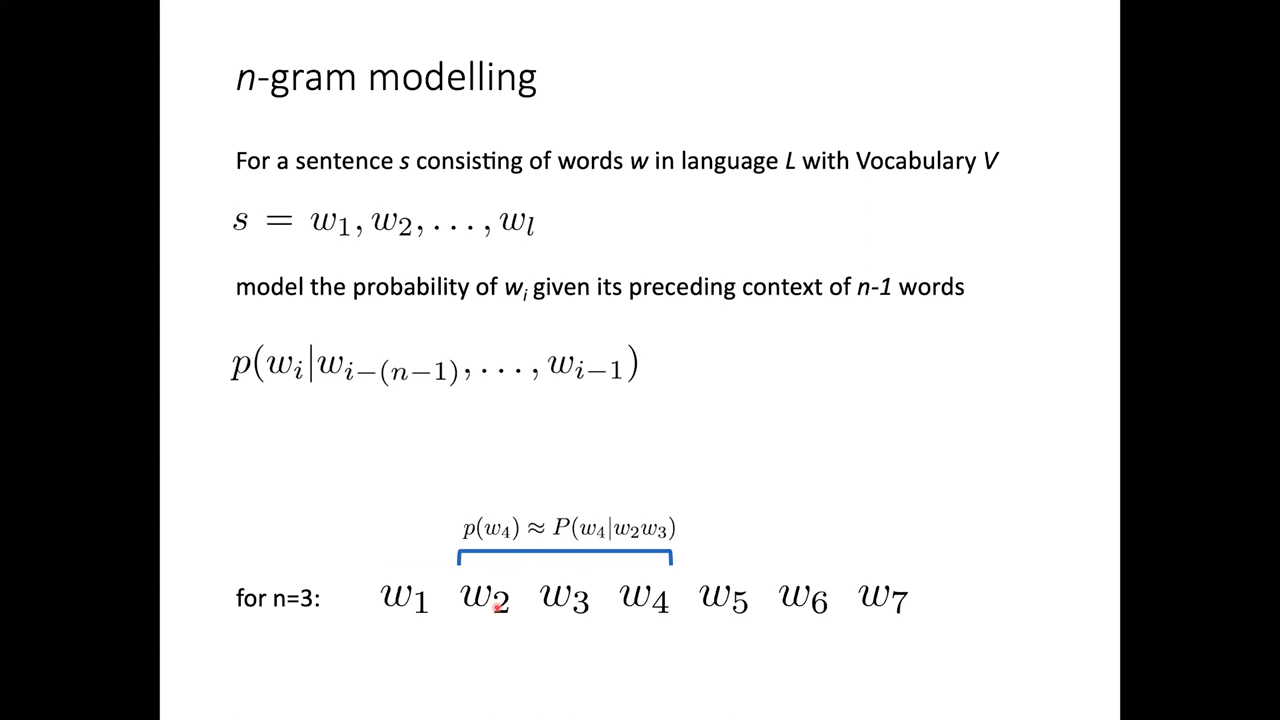 n-gram modelling
For a sentence s consisting of words w in language L with Vocabulary V
s = w₁, w₂, . . . , wₗ
model the probability of wᵢ given its preceding context of n-1 words
p(wᵢ|wᵢ₋₍ₙ₋₁₎, . . . , wᵢ₋₁)
p(w₄) ≈ P(w₄|w₂w₃)
for n=3: w₁ w₂ w₃ w₄ w₅ w₆ w₇